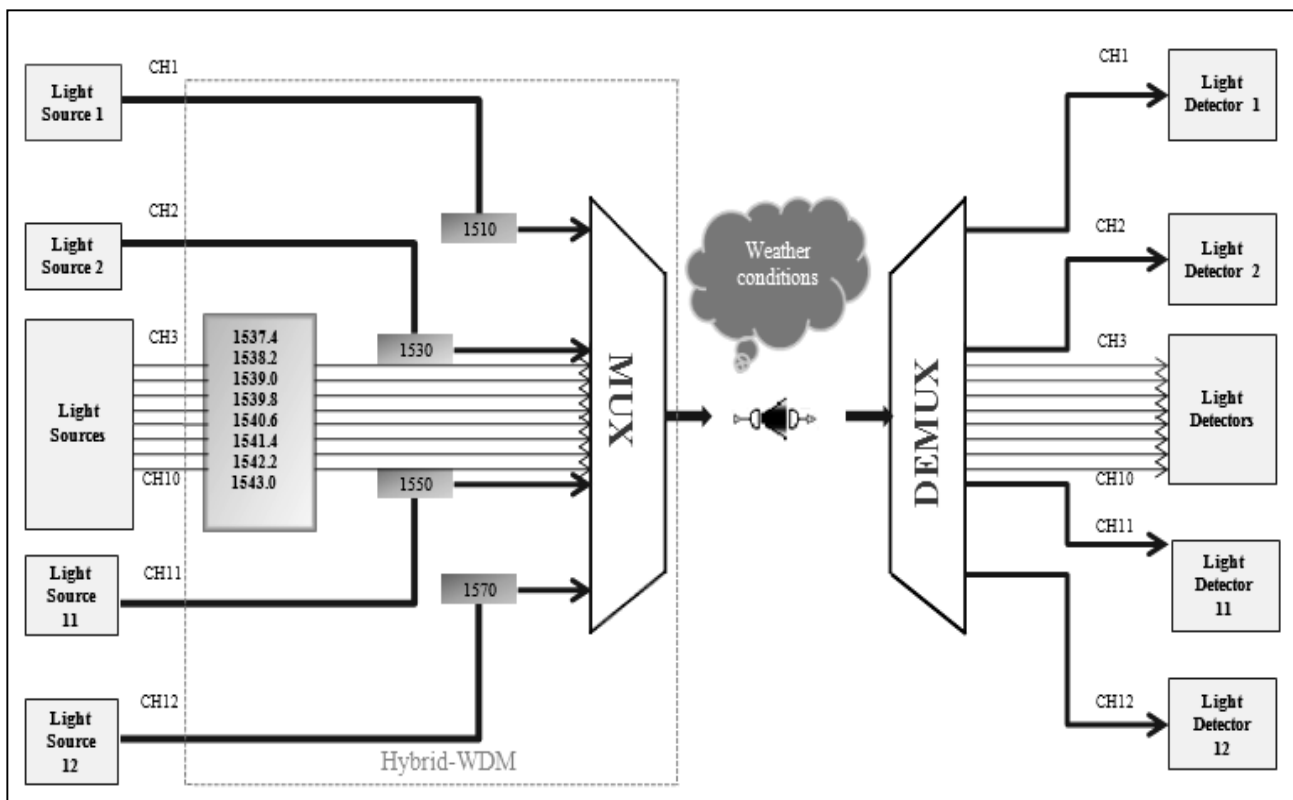 CH1
Light
Source 1
CH2
Light
Source 2
CH3
Light
Sources
CH10
CH11
Light
Source
11
CH12
Light
Source
12
1510
1530
1537.4
1538.2
1539.0
1539.8
1540.6
1541.4
1542.2
1543.0
1550
1570
Hybrid-WDM
MUX
Weather
conditions
DEMUX
CH1
Light
Detector 1
CH2
Light
Detector 2
CH3
Light
Detectors
CH10
CH11
Light
Detector
11
CH12
Light
Detector
12